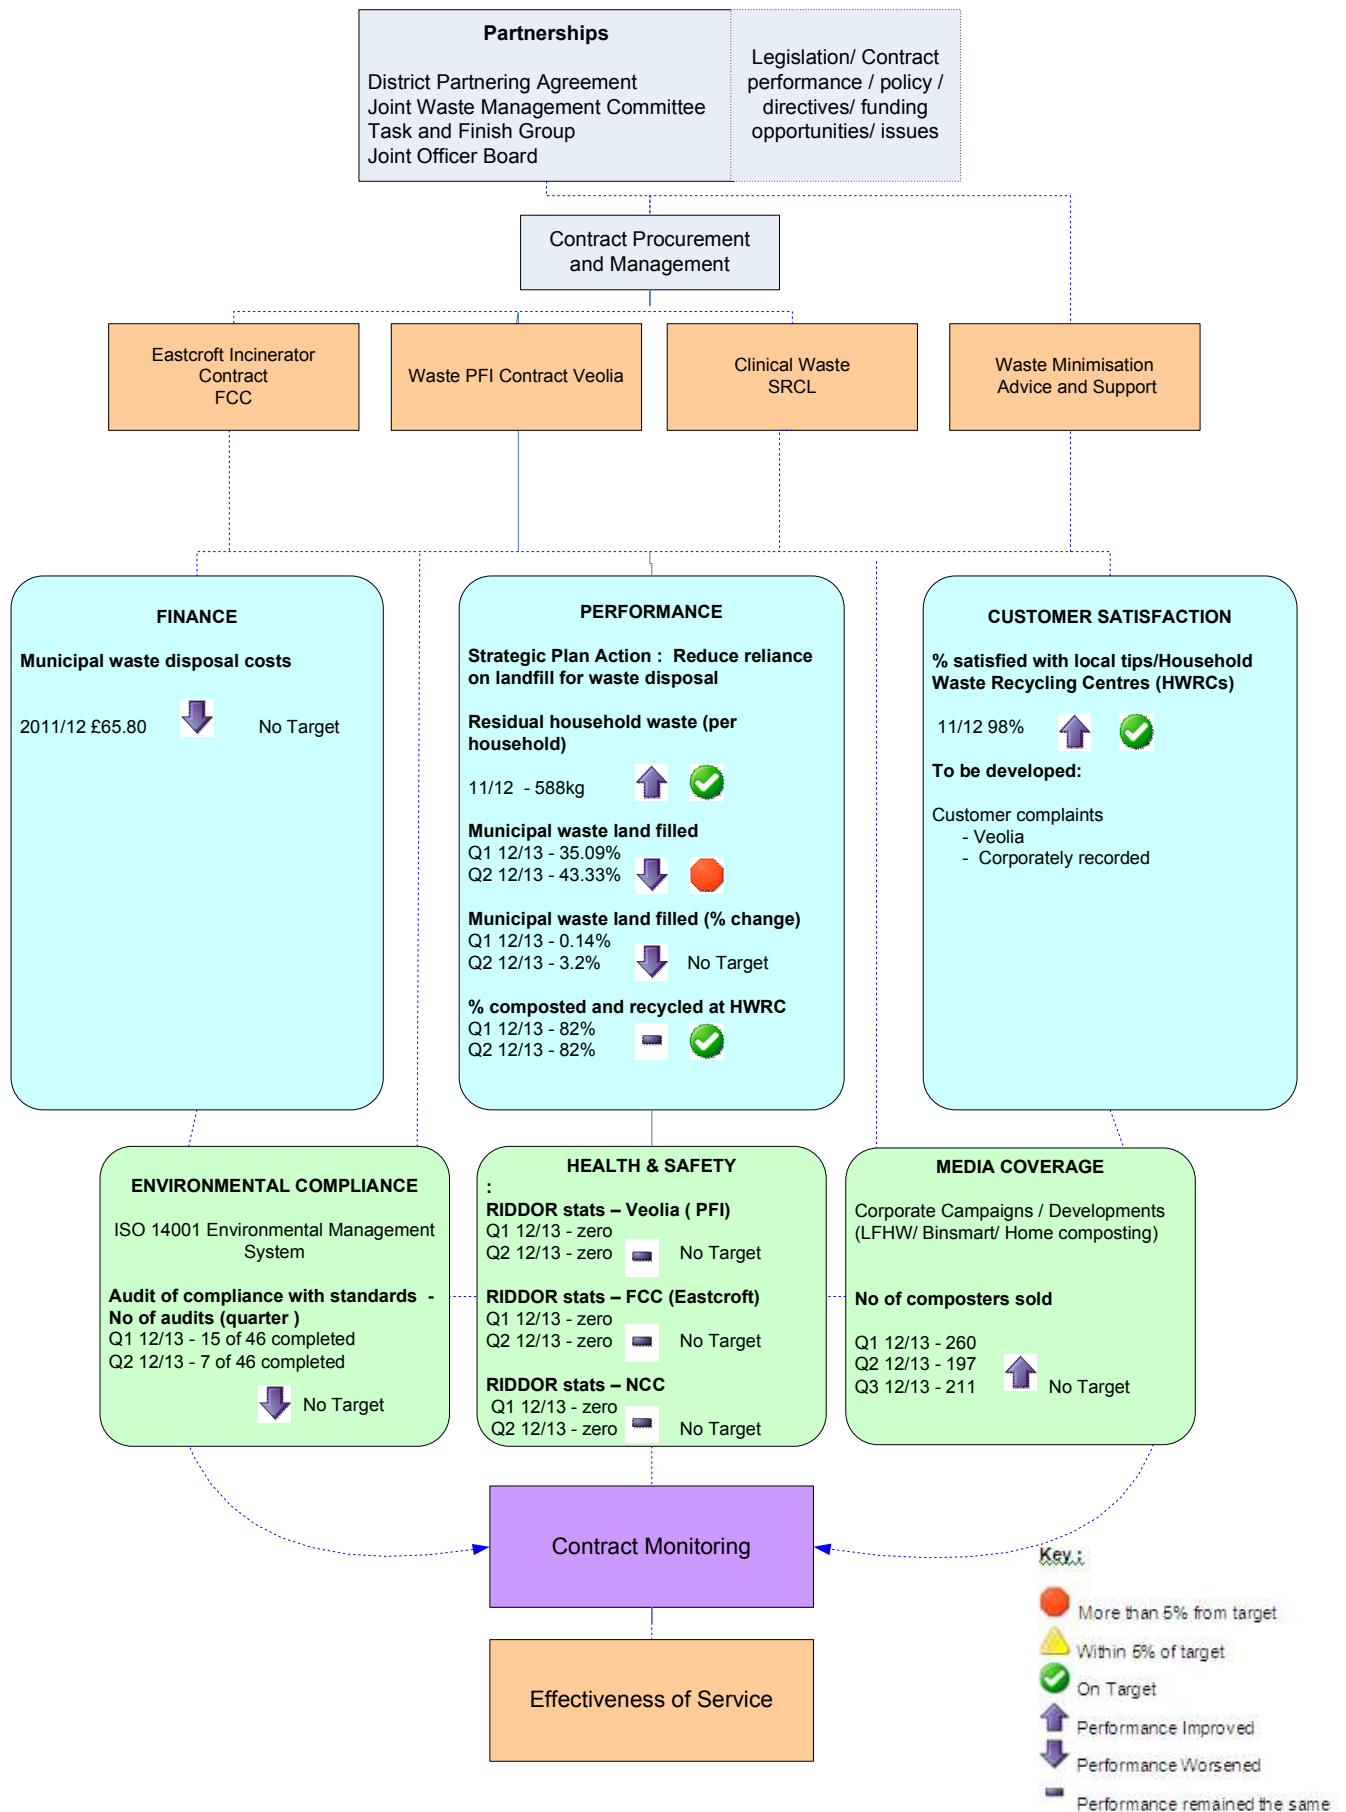 Partnerships
District Partnering Agreement
Joint Waste Management Committee
Task and Finish Group
Joint Officer Board
Legislation/ Contract
performance / policy /
directives/ funding
opportunities/ issues
Contract Procurement
and Management
Eastcroft Incinerator
Contract
FCC
Waste PFI Contract Veolia
Clinical Waste
SRCL
Waste Minimisation
Advice and Support
FINANCE
Municipal waste disposal costs
2011/12 £65.80 No Target
PERFORMANCE
Strategic Plan Action : Reduce reliance
on landfill for waste disposal
Residual household waste (per
household)
11/12 - 588kg
Municipal waste land filled
Q1 12/13 - 35.09%
Q2 12/13 - 43.33%
Municipal waste land filled (% change)
Q1 12/13 - 0.14%
Q2 12/13 - 3.2% No Target
% composted and recycled at HWRC
Q1 12/13 - 82%
Q2 12/13 - 82%
CUSTOMER SATISFACTION
% satisfied with local tips/Household
Waste Recycling Centres (HWRCs)
11/12 98%
To be developed:
Customer complaints
- Veolia
- Corporately recorded
ENVIRONMENTAL COMPLIANCE
ISO 14001 Environmental Management
System
Audit of compliance with standards -
No of audits (quarter )
Q1 12/13 - 15 of 46 completed
Q2 12/13 - 7 of 46 completed
No Target
HEALTH & SAFETY
:
RIDDOR stats – Veolia ( PFI)
Q1 12/13 - zero
Q2 12/13 - zero No Target
RIDDOR stats – FCC (Eastcroft)
Q1 12/13 - zero
Q2 12/13 - zero No Target
RIDDOR stats – NCC
Q1 12/13 - zero
Q2 12/13 - zero No Target
MEDIA COVERAGE
Corporate Campaigns / Developments
(LFHW/ Binsmart/ Home composting)
No of composters sold
Q1 12/13 - 260
Q2 12/13 - 197
Q3 12/13 - 211 No Target
Contract Monitoring
Effectiveness of Service
Key :
More than 5% from target
Within 5% of target
On Target
Performance Improved
Performance Worsened
Performance remained the same